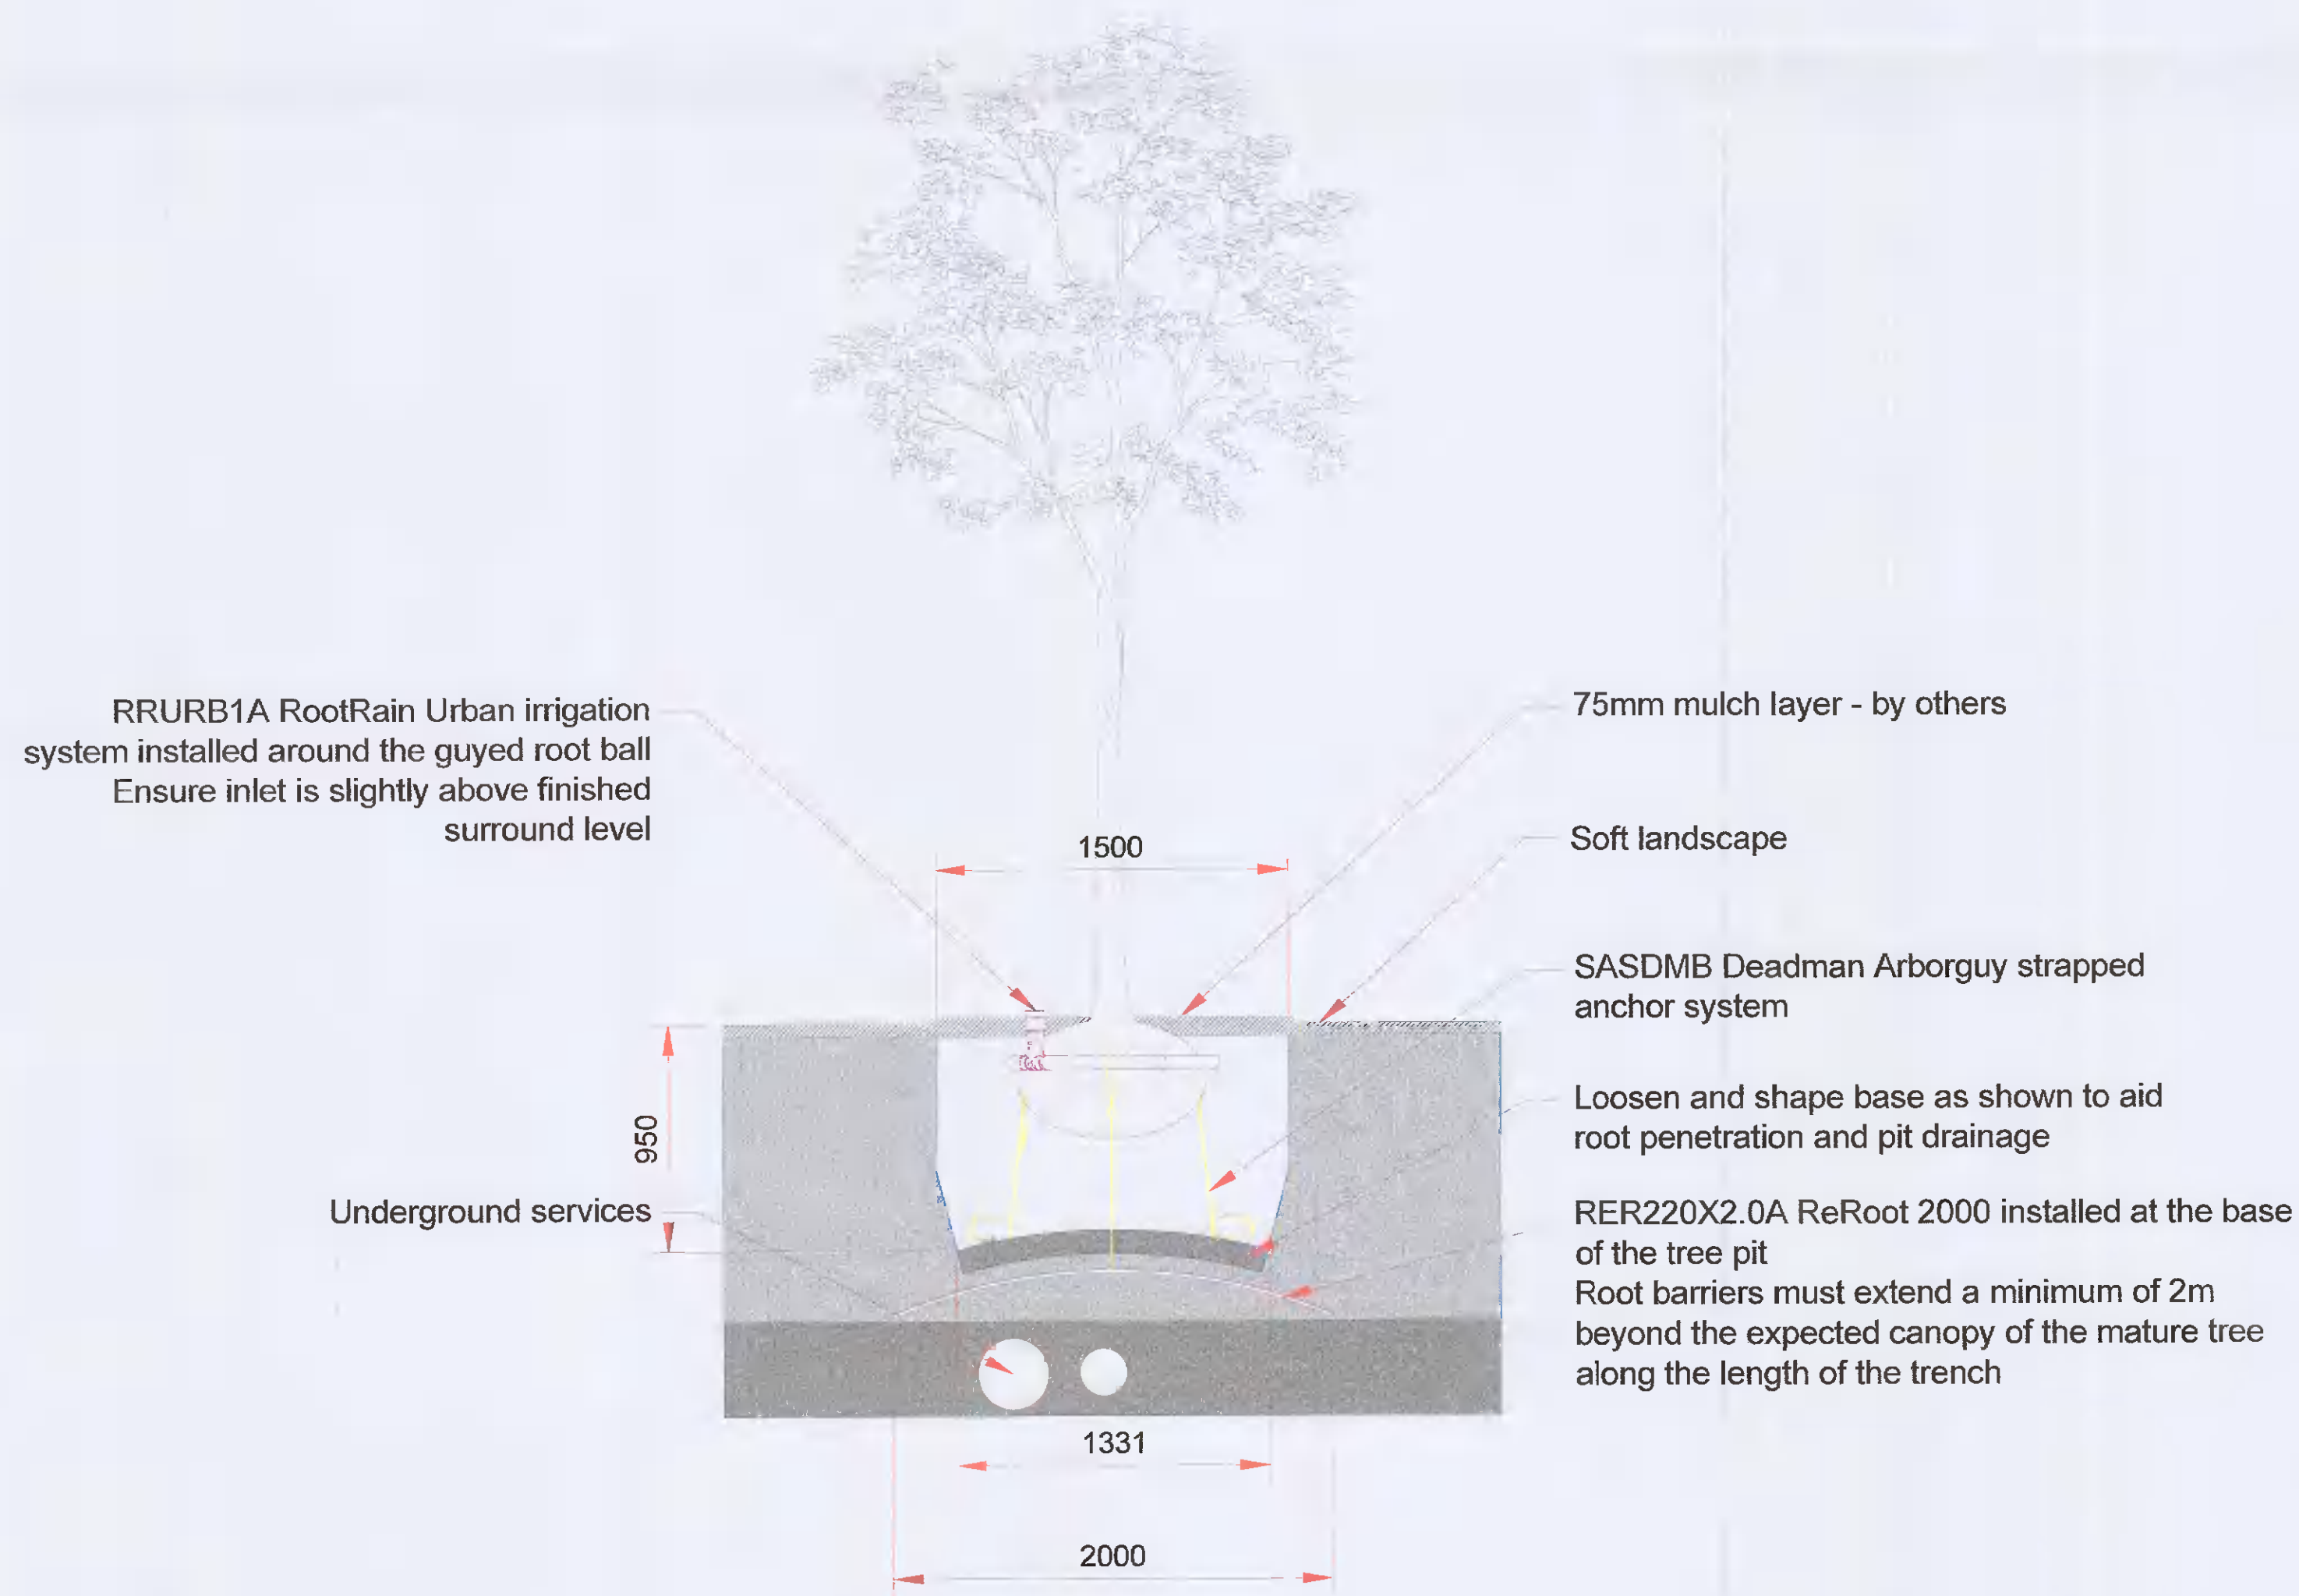 RRURB1A RootRain Urban irrigation
system installed around the guyed root ball
Ensure inlet is slightly above finished
surround level
75mm mulch layer - by others
Soft landscape
1500
SASDMB Deadman Arborguy strapped
anchor system
950
Loosen and shape base as shown to aid
root penetration and pit drainage
Underground services
RER220X2.0A ReRoot 2000 installed at the base
of the tree pit
Root barriers must extend a minimum of 2m
beyond the expected canopy of the mature tree
along the length of the trench
1331
2000